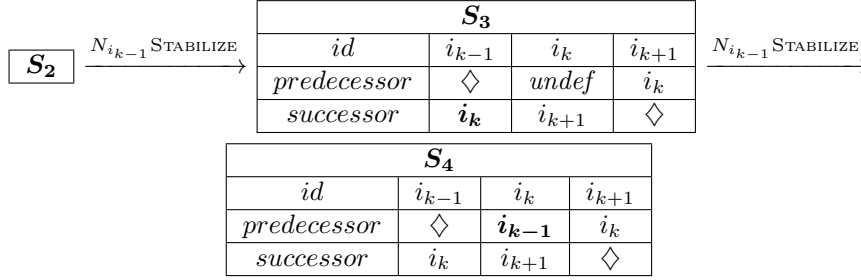 S₂ N_{i_{k−1}} STABILIZE S₃ N_{i_{k−1}} STABILIZE
id i_{k−1} i_k i_{k+1}
predecessor ◇ undef i_k
successor i_k i_{k+1} ◇
S₄
id i_{k−1} i_k i_{k+1}
predecessor ◇ i_{k−1} i_k
successor i_k i_{k+1} ◇